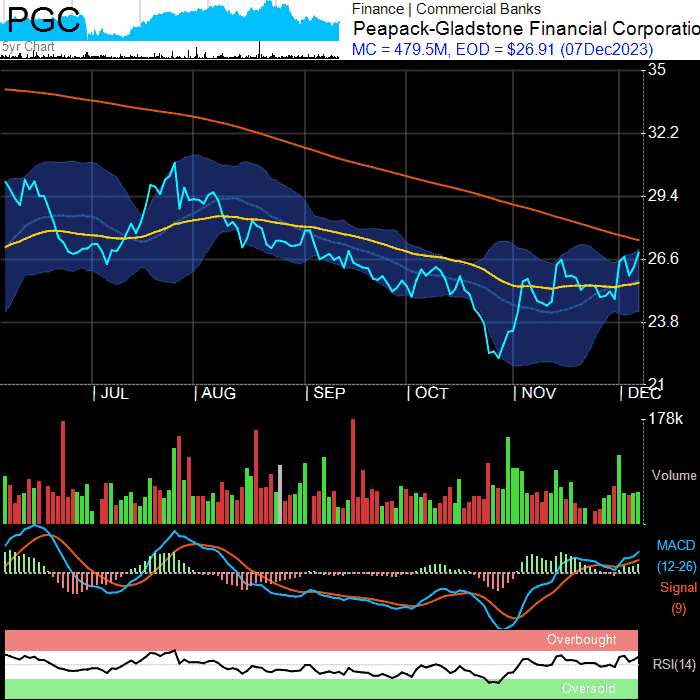 PGC
5yr Chart
Finance | Commercial Banks
Peapack-Gladstone Financial Corporatio
MC = 479.5M, EOD = $26.91 (07Dec2023)
35
32.2
29.4
26.6
23.8
21
JUL AUG SEP OCT NOV DEC
178k
Volume
MACD
(12-26)
Signal
(9)
Overbought
RSI(14)
Oversold